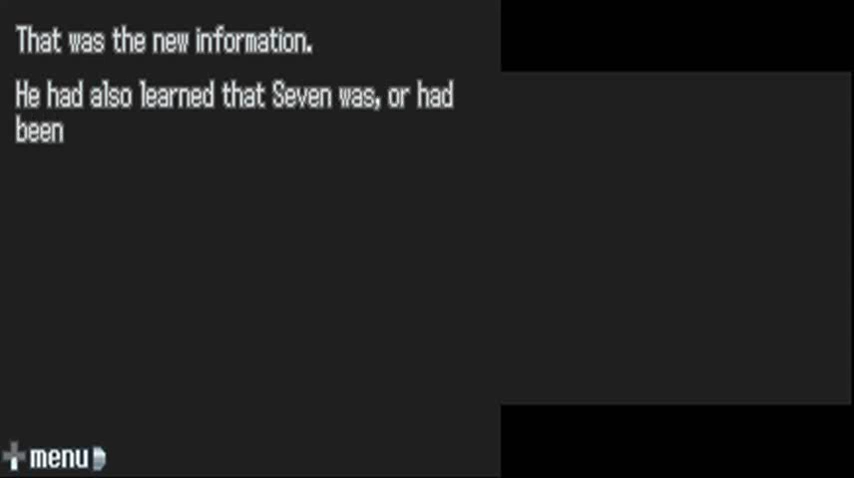 That was the new information.
He had also learned that Seven was, or had
been
menu